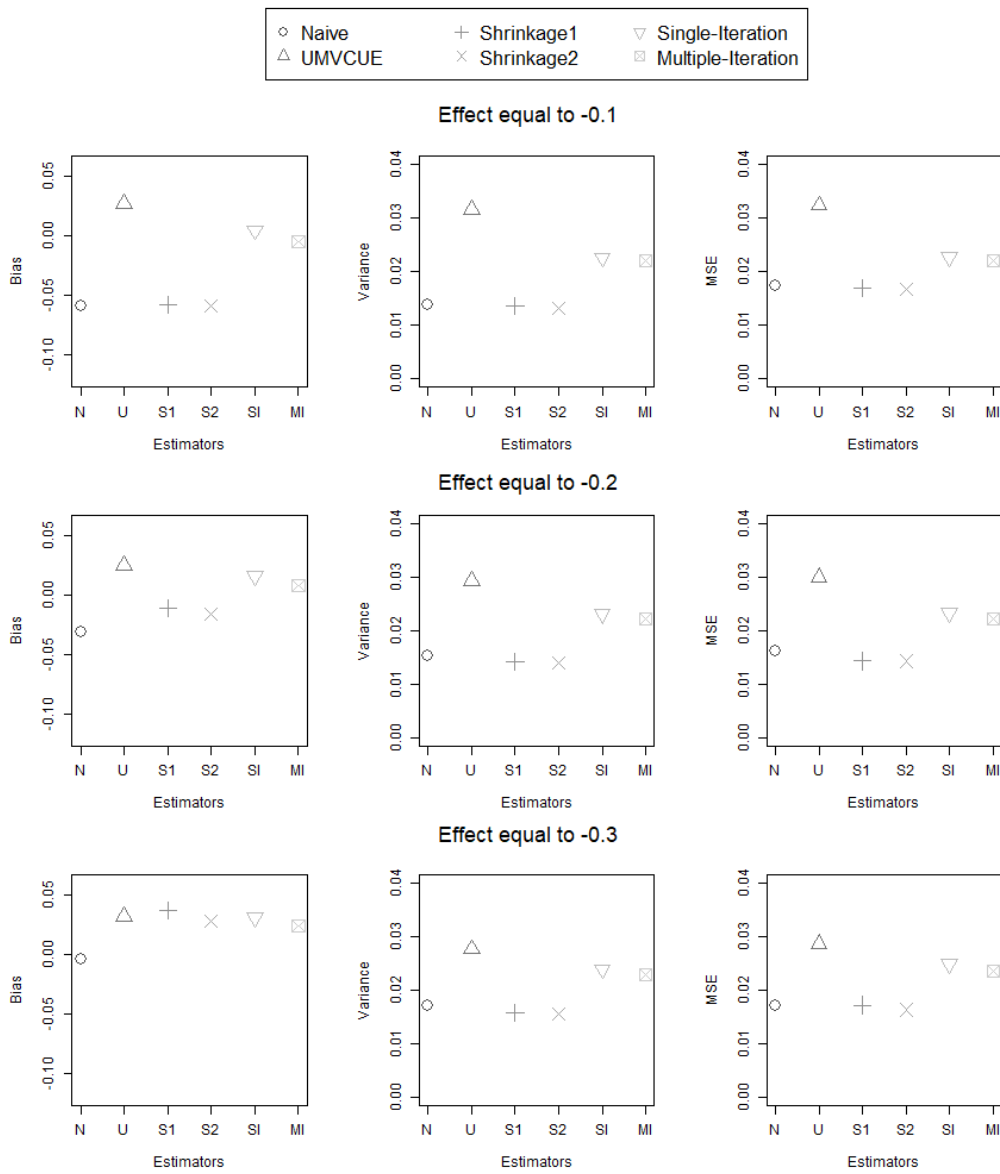 Naive
Shrinkage1
Single-Iteration
UMVCUE
Shrinkage2
Multiple-Iteration
Effect equal to -0.1
Bias
0.05
0.00
-0.05
-0.10
N U S1 S2 SI MI
Estimators
Variance
0.04
0.03
0.02
0.01
0.00
N U S1 S2 SI MI
Estimators
MSE
0.04
0.03
0.02
0.01
0.00
N U S1 S2 SI MI
Estimators
Effect equal to -0.2
Bias
0.05
0.00
-0.05
-0.10
N U S1 S2 SI MI
Estimators
Variance
0.04
0.03
0.02
0.01
0.00
N U S1 S2 SI MI
Estimators
MSE
0.04
0.03
0.02
0.01
0.00
N U S1 S2 SI MI
Estimators
Effect equal to -0.3
Bias
0.05
0.00
-0.05
-0.10
N U S1 S2 SI MI
Estimators
Variance
0.04
0.03
0.02
0.01
0.00
N U S1 S2 SI MI
Estimators
MSE
0.04
0.03
0.02
0.01
0.00
N U S1 S2 SI MI
Estimators